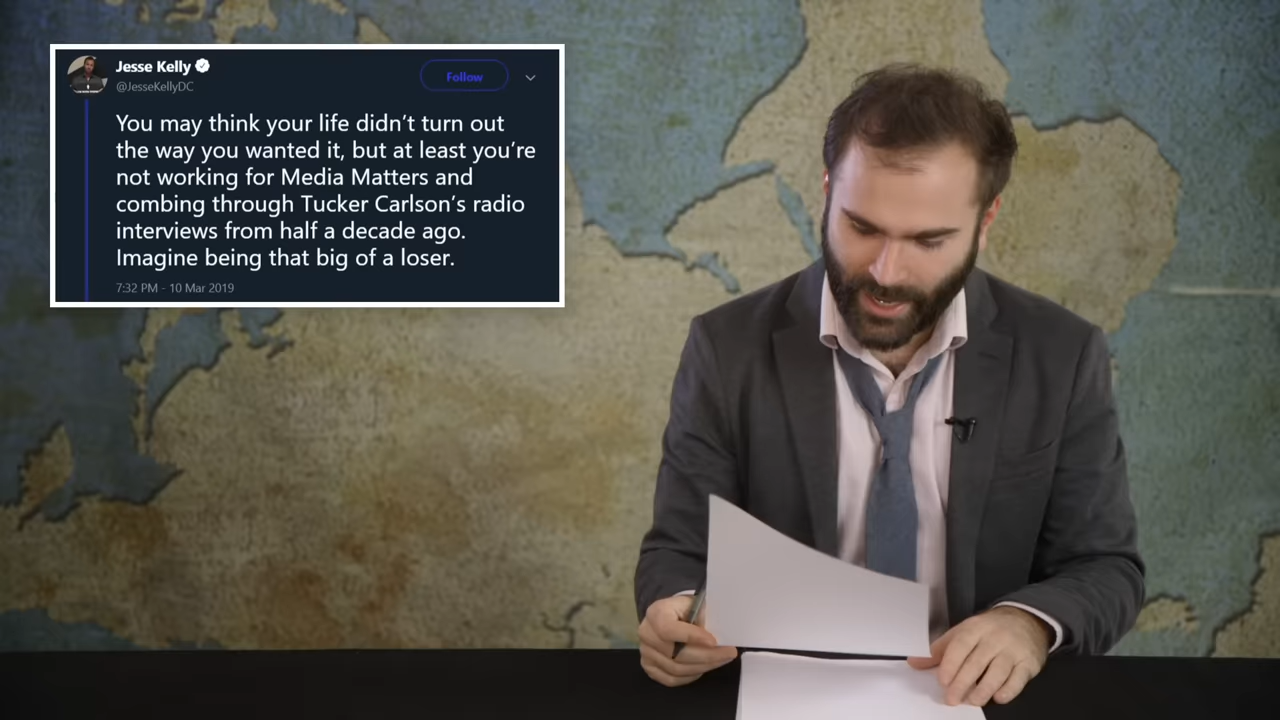 Jesse Kelly
@JesseKellyDC
Follow
You may think your life didn't turn out
the way you wanted it, but at least you're
not working for Media Matters and
combing through Tucker Carlson's radio
interviews from half a decade ago.
Imagine being that big of a loser.
7:32 PM - 10 Mar 2019